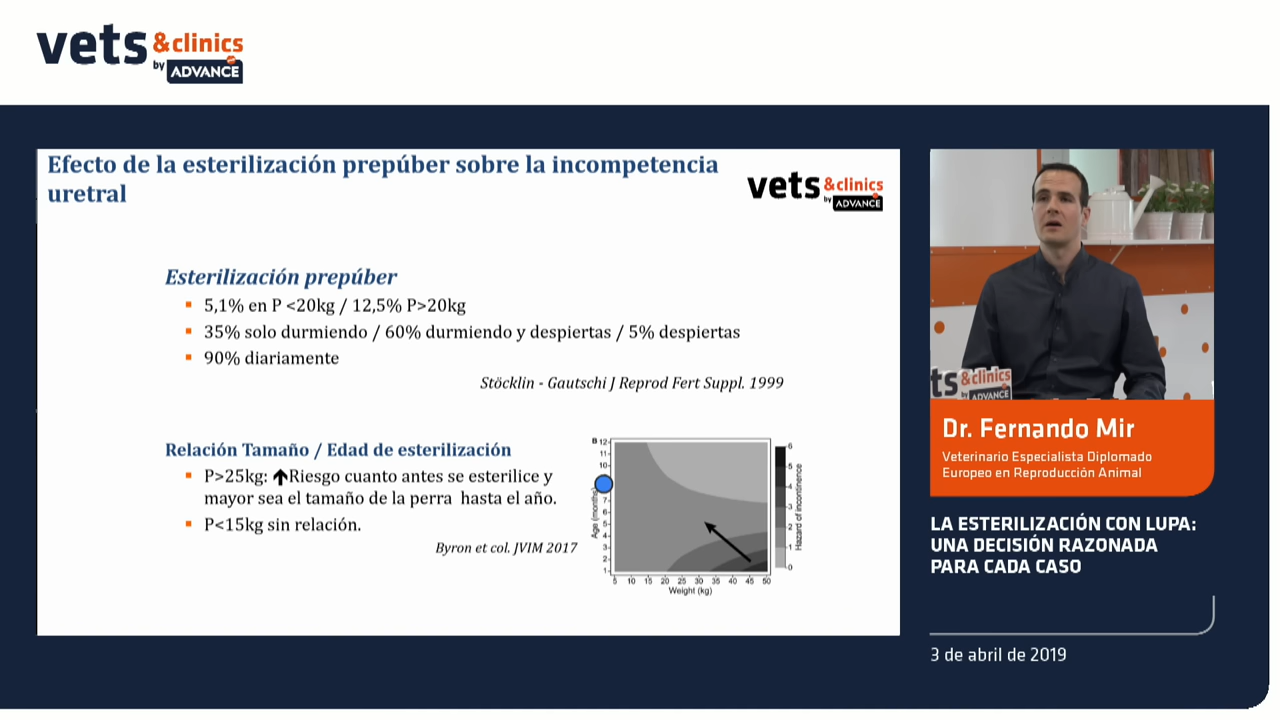 vets &clinics
by ADVANCE
Efecto de la esterilización prepúber sobre la incompetencia
uretral
vets &clinics
by ADVANCE
Esterilización prepúber
5,1% en P <20kg / 12,5% P>20kg
35% solo durmiendo / 60% durmiendo y despiertas / 5% despiertas
90% diariamente
Stöcklin - Gautschi J Reprod Fert Suppl. 1999
Relación Tamaño / Edad de esterilización
P>25kg: ↑Riesgo cuanto antes se esterilice y
mayor sea el tamaño de la perra hasta el año.
P<15kg sin relación.
Byron et col. JVIM 2017
B
12
11
10
7
6
5
4
3
2
1
Age (months)
5 10 15 20 25 30 35 40 45 50
Weight (kg)
6
5
4
3
2
1
0
Hazard of incontinence
ts &clinics
by ADVANCE
Dr. Fernando Mir
Veterinario Especialista Diplomado
Europeo en Reproducción Animal
LA ESTERILIZACIÓN CON LUPA:
UNA DECISIÓN RAZONADA
PARA CADA CASO
3 de abril de 2019